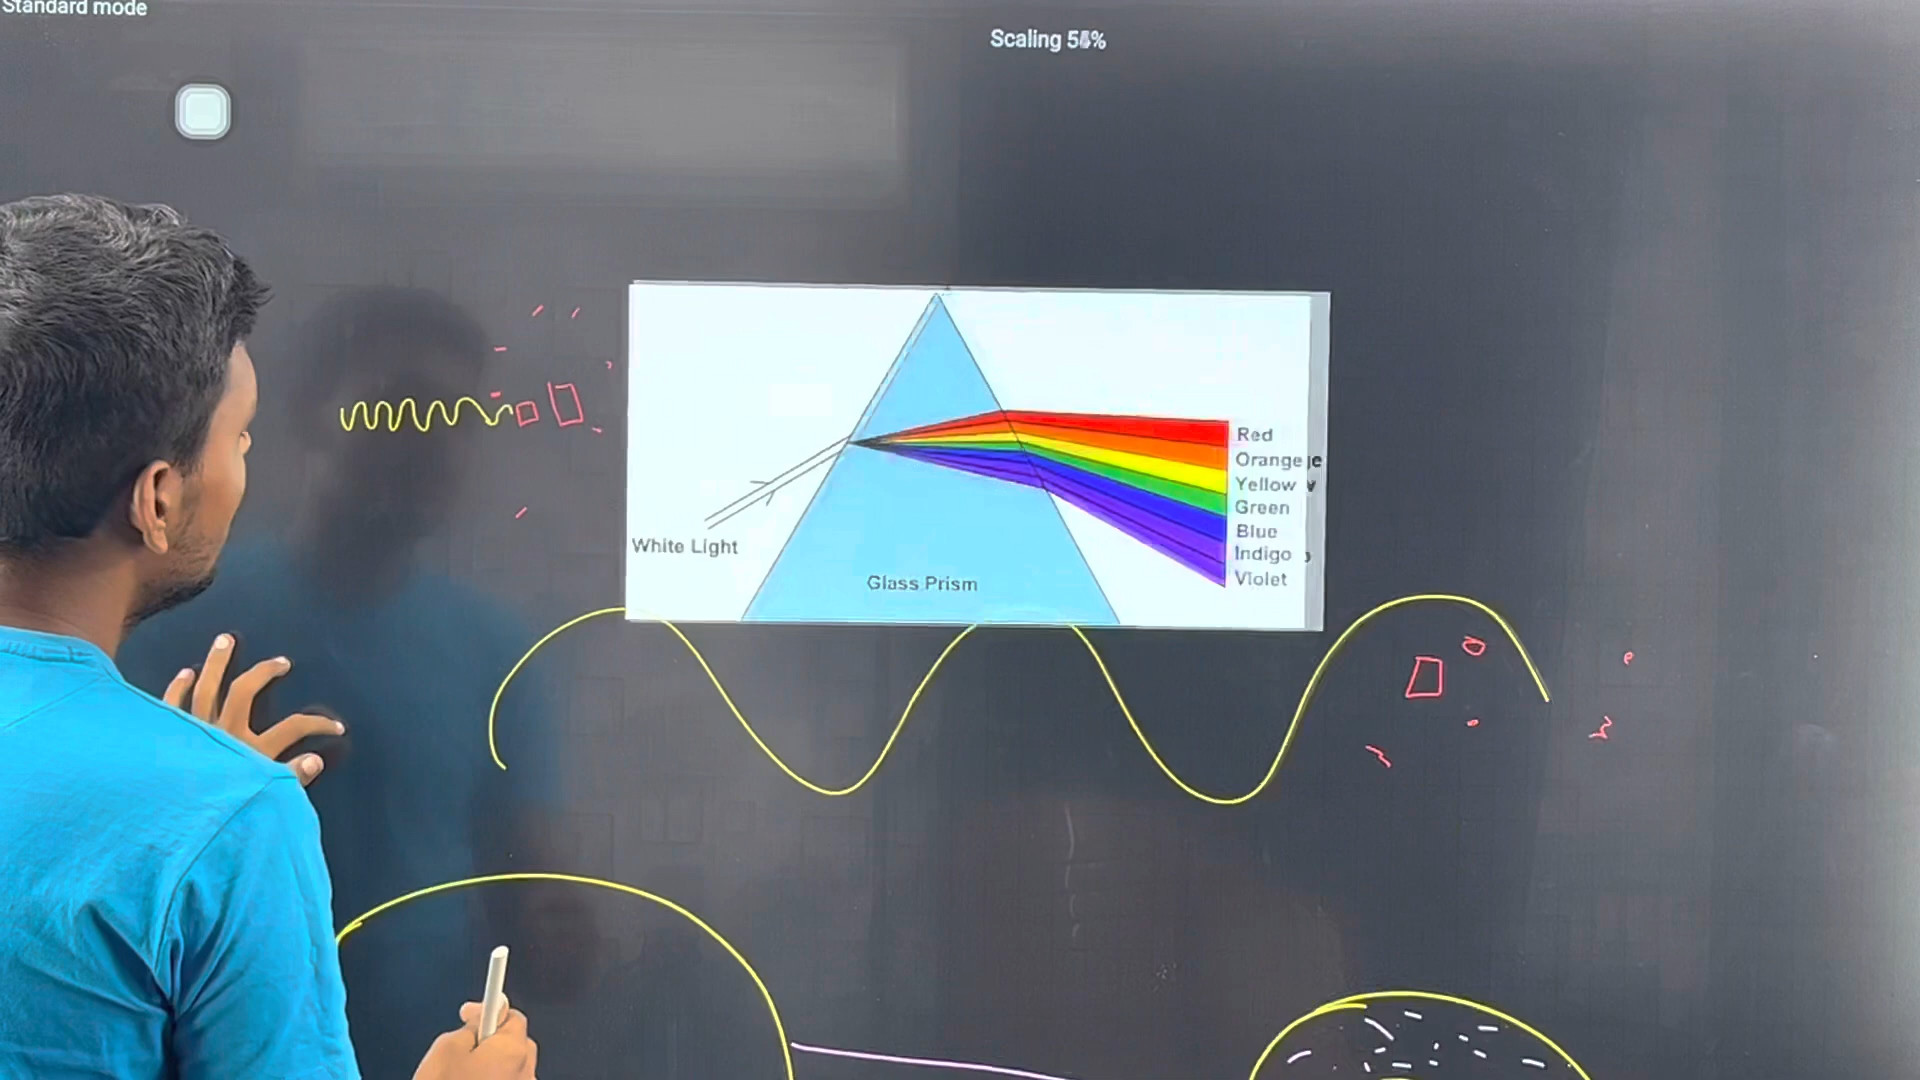 Standard mode
Scaling 5%
Red
Orange
Yellow
Green
Blue
Indigo
Violet
White Light
Glass Prism